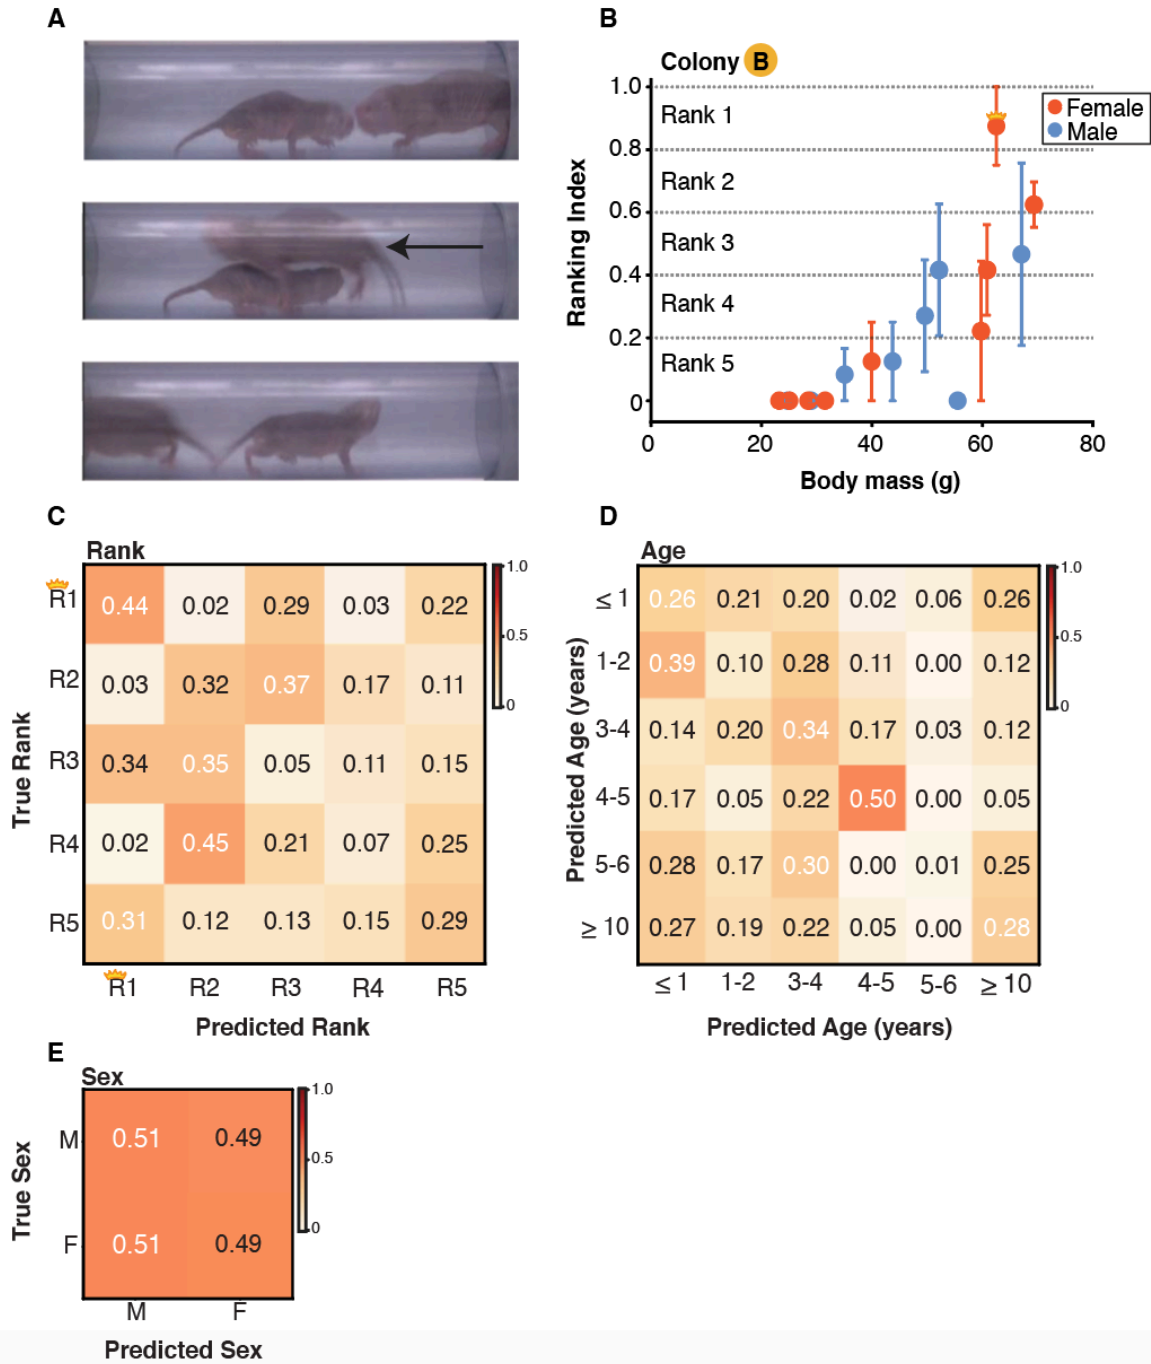 A
B
Colony B
1.0
0.8
0.6
0.4
0.2
0
Rank 1
Rank 2
Rank 3
Rank 4
Rank 5
Female
Male
Ranking Index
0 20 40 60 80
Body mass (g)
C
Rank
R1 0.44 0.02 0.29 0.03 0.22
R2 0.03 0.32 0.37 0.17 0.11
R3 0.34 0.35 0.05 0.11 0.15
R4 0.02 0.45 0.21 0.07 0.25
R5 0.31 0.12 0.13 0.15 0.29
R1 R2 R3 R4 R5
True Rank
Predicted Rank
1.0
0.5
0
D
Age
≤ 1 0.26 0.21 0.20 0.02 0.06 0.26
1-2 0.39 0.10 0.28 0.11 0.00 0.12
3-4 0.14 0.20 0.34 0.17 0.03 0.12
4-5 0.17 0.05 0.22 0.50 0.00 0.05
5-6 0.28 0.17 0.30 0.00 0.01 0.25
≥ 10 0.27 0.19 0.22 0.05 0.00 0.28
≤ 1 1-2 3-4 4-5 5-6 ≥ 10
Predicted Age (years)
Predicted Age (years)
1.0
0.5
0
E
Sex
M 0.51 0.49
F 0.51 0.49
M F
True Sex
Predicted Sex
1.0
0.5
0